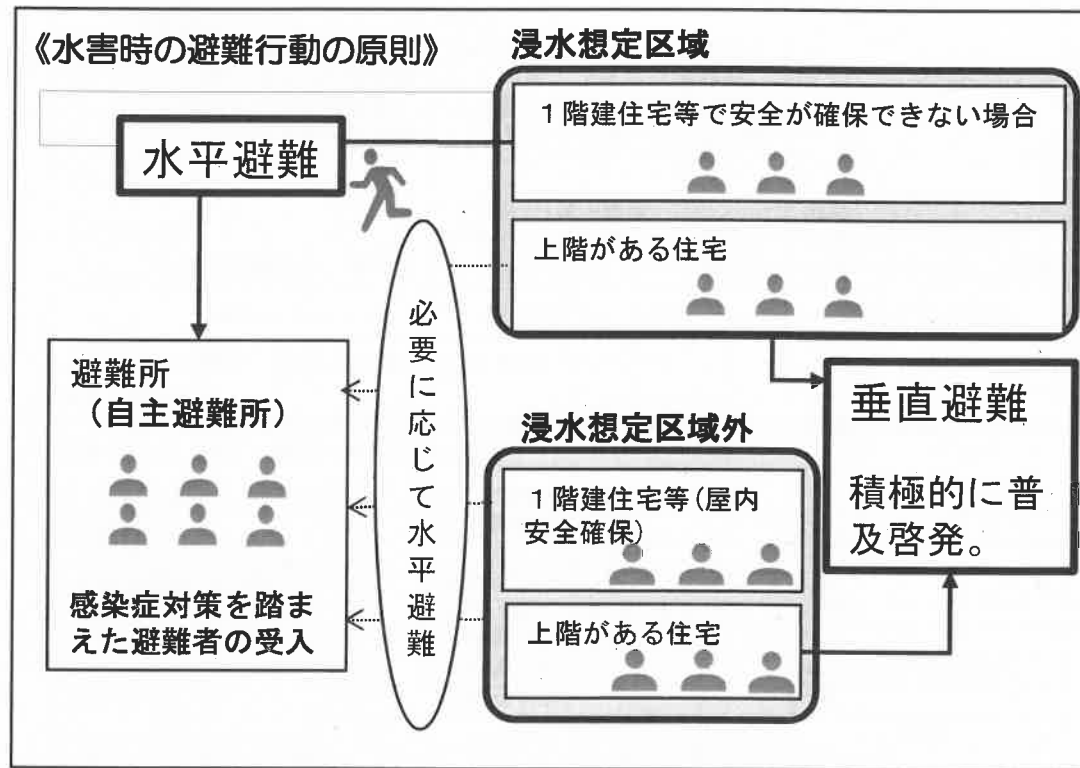 《水害時の避難行動の原則》
浸水想定区域
1階建住宅等で安全が確保できない場合
水平避難
上階がある住宅
必要に応じて水平避難
避難所
（自主避難所）
感染症対策を踏ま
えた避難者の受入
浸水想定区域外
1階建住宅等（屋内
安全確保）
上階がある住宅
垂直避難
積極的に普
及啓発。